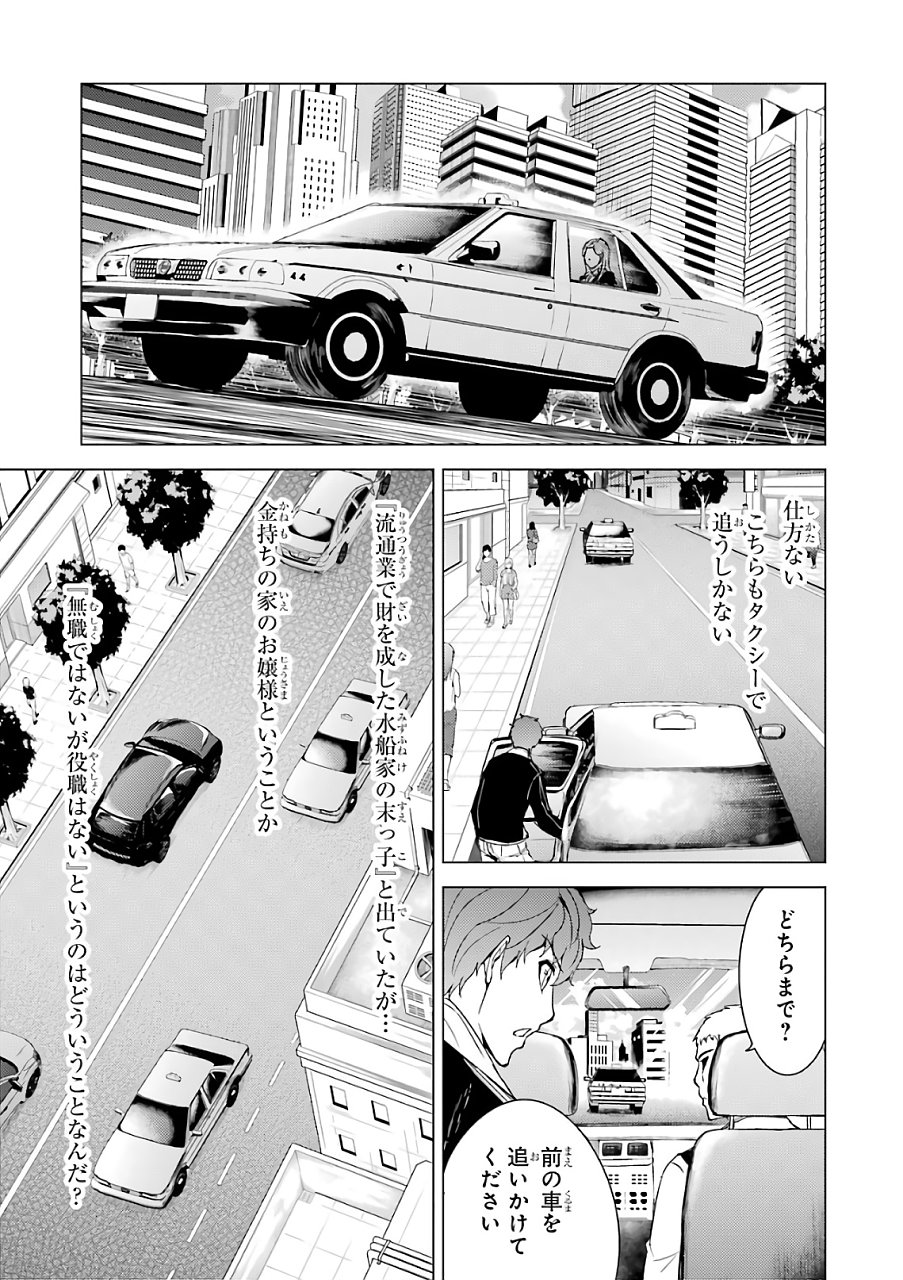 44
仕方ない
こちらもタクシーで
追うしかない
どちらまで?
前の車を
追いかけて
ください
『流通業で財を成した水船家の末っ子』と出ていたが…
金持ちの家のお嬢様ということか
『無職ではないが役職はない』というのはどういうことなんだ?